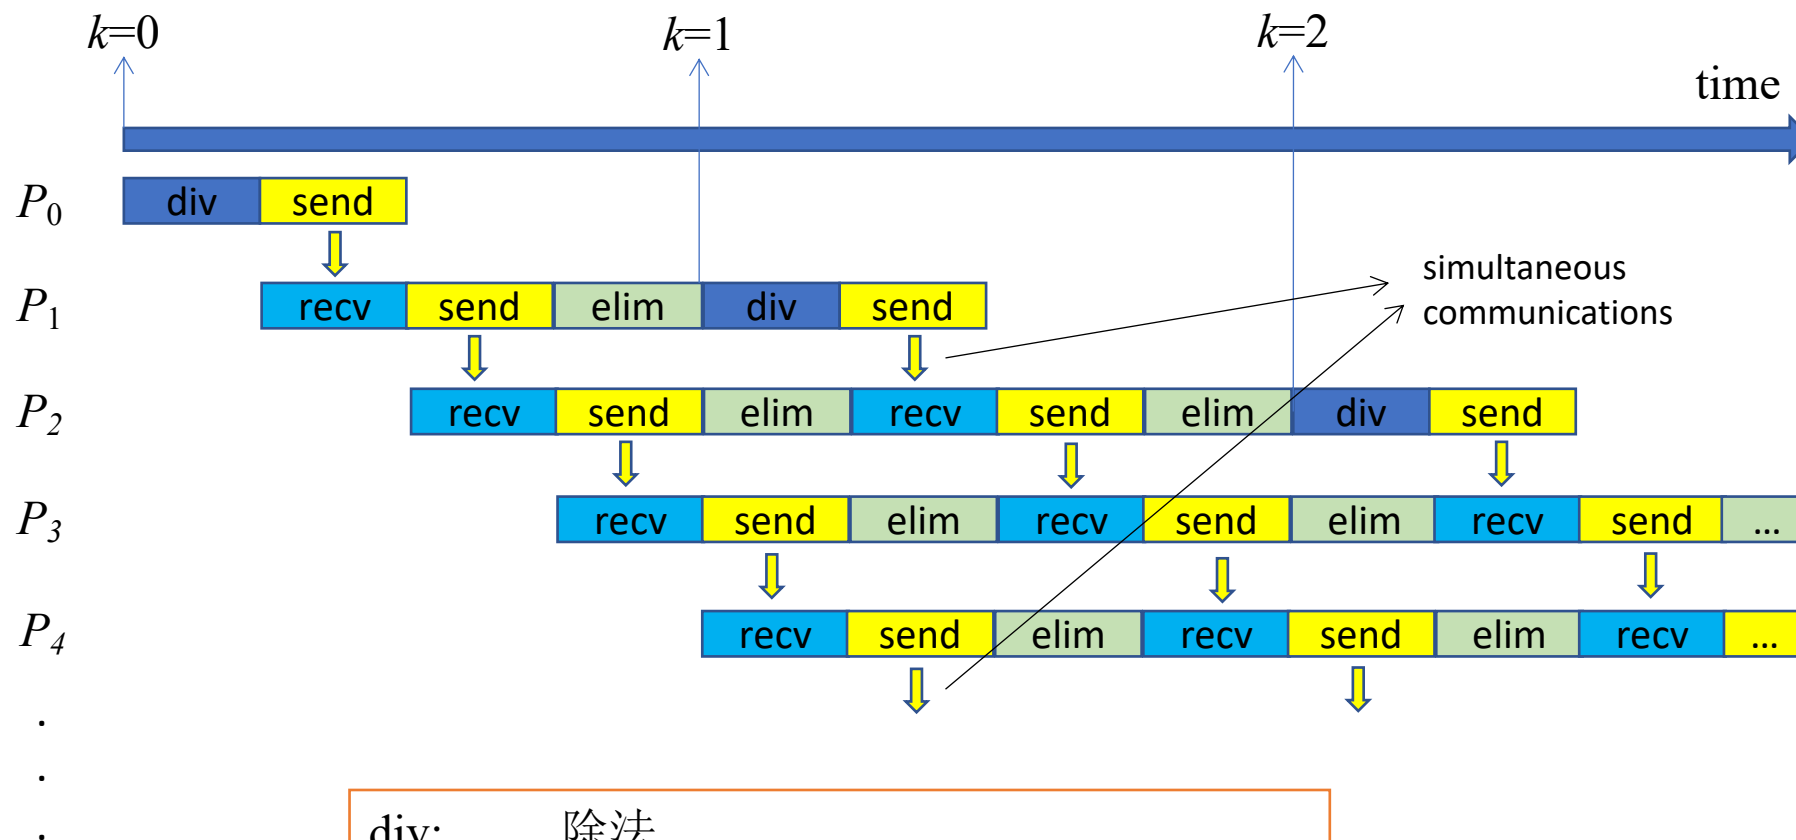 k=0 k=1 k=2
time
P0 div send
simultaneous
communications
P1 recv send elim div send
P2 recv send elim recv send elim div send
P3 recv send elim recv send elim recv send ...
P4 recv send elim recv send elim recv ...
.
.
.
div: 除法